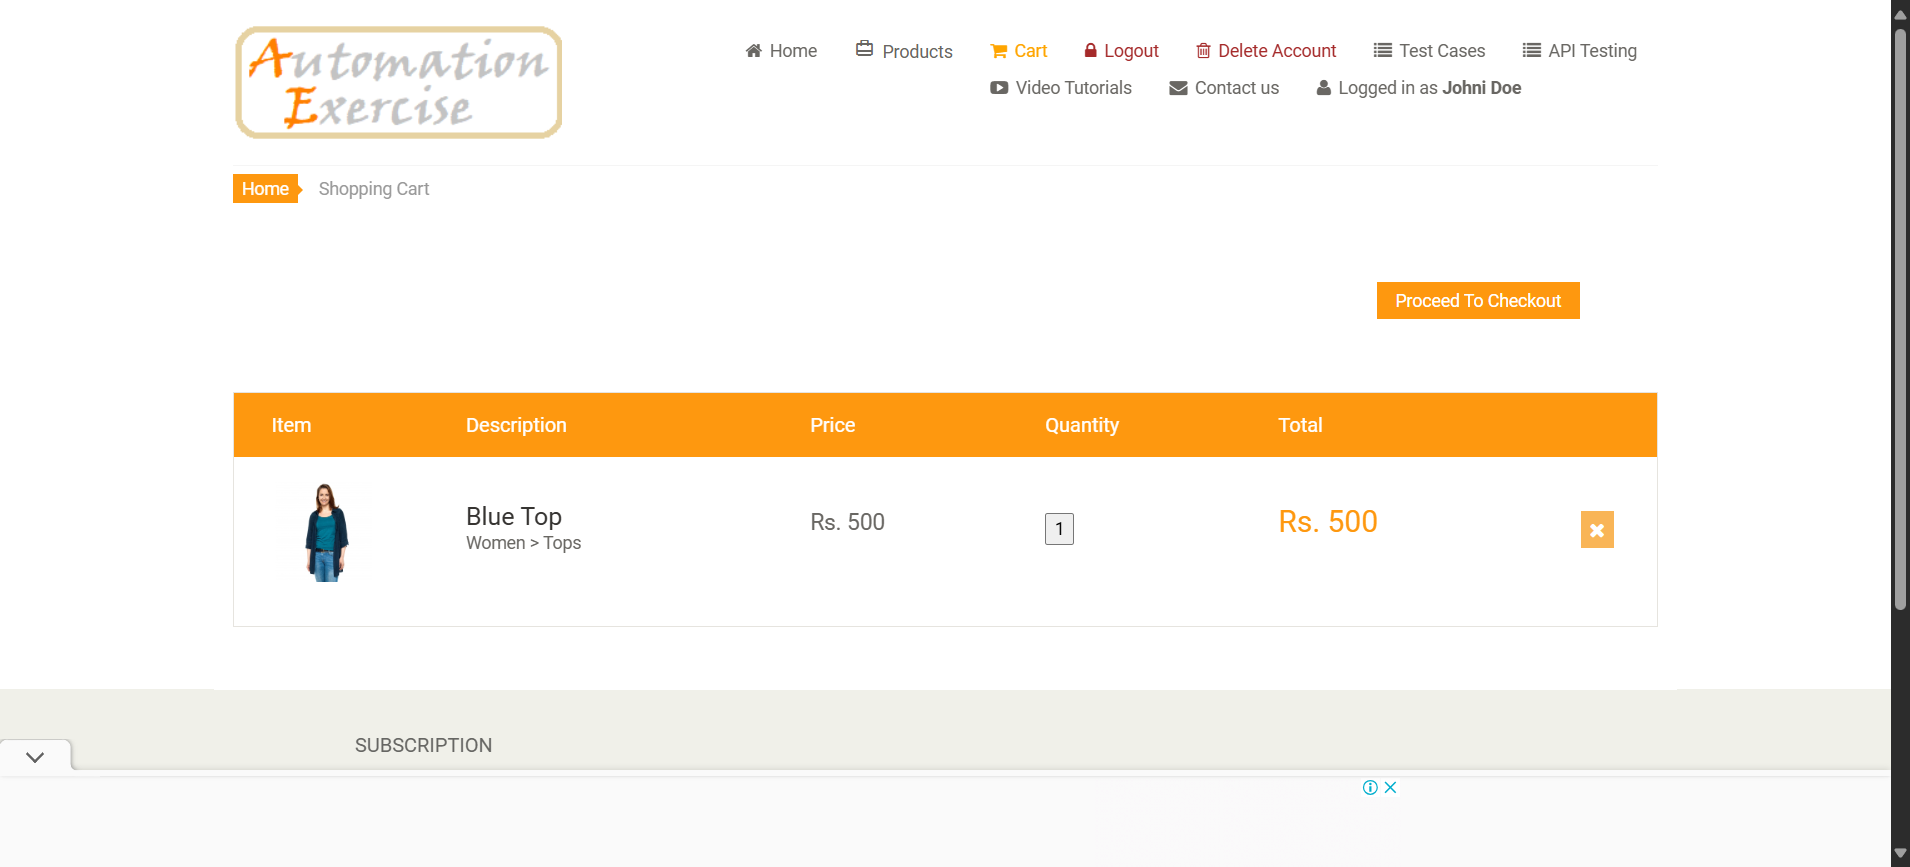 Automation
Exercise
Home Products Cart Logout Delete Account Test Cases API Testing
Video Tutorials Contact us Logged in as Johni Doe
Home Shopping Cart
Proceed To Checkout
Item Description Price Quantity Total
Blue Top Rs. 500 1 Rs. 500
Women > Tops
SUBSCRIPTION